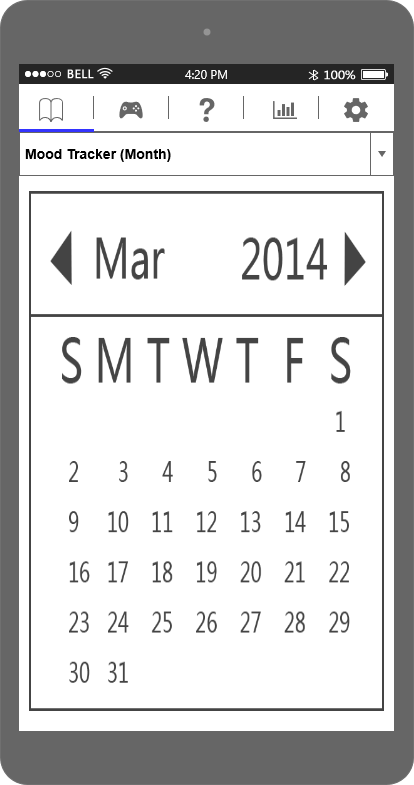 BELL 4:20 PM 100%
?
Mood Tracker (Month)
Mar 2014
S M T W T F S
1
2 3 4 5 6 7 8
9 10 11 12 13 14 15
16 17 18 19 20 21 22
23 24 25 26 27 28 29
30 31